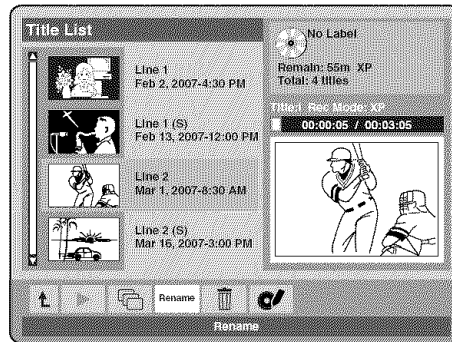 Title List
Line 1
Feb 2, 2007-4:30 PM
Line 1 (S)
Feb 13, 2007-12:00 PM
Line 2
Mar 1, 2007-8:30 AM
Line 2 (S)
Mar 16, 2007-3:00 PM
No Label
Remain: 55m XP
Total: 4 titles
Title:1 Rec Mode: XP
00:00:05 / 00:03:05
Rename
Rename